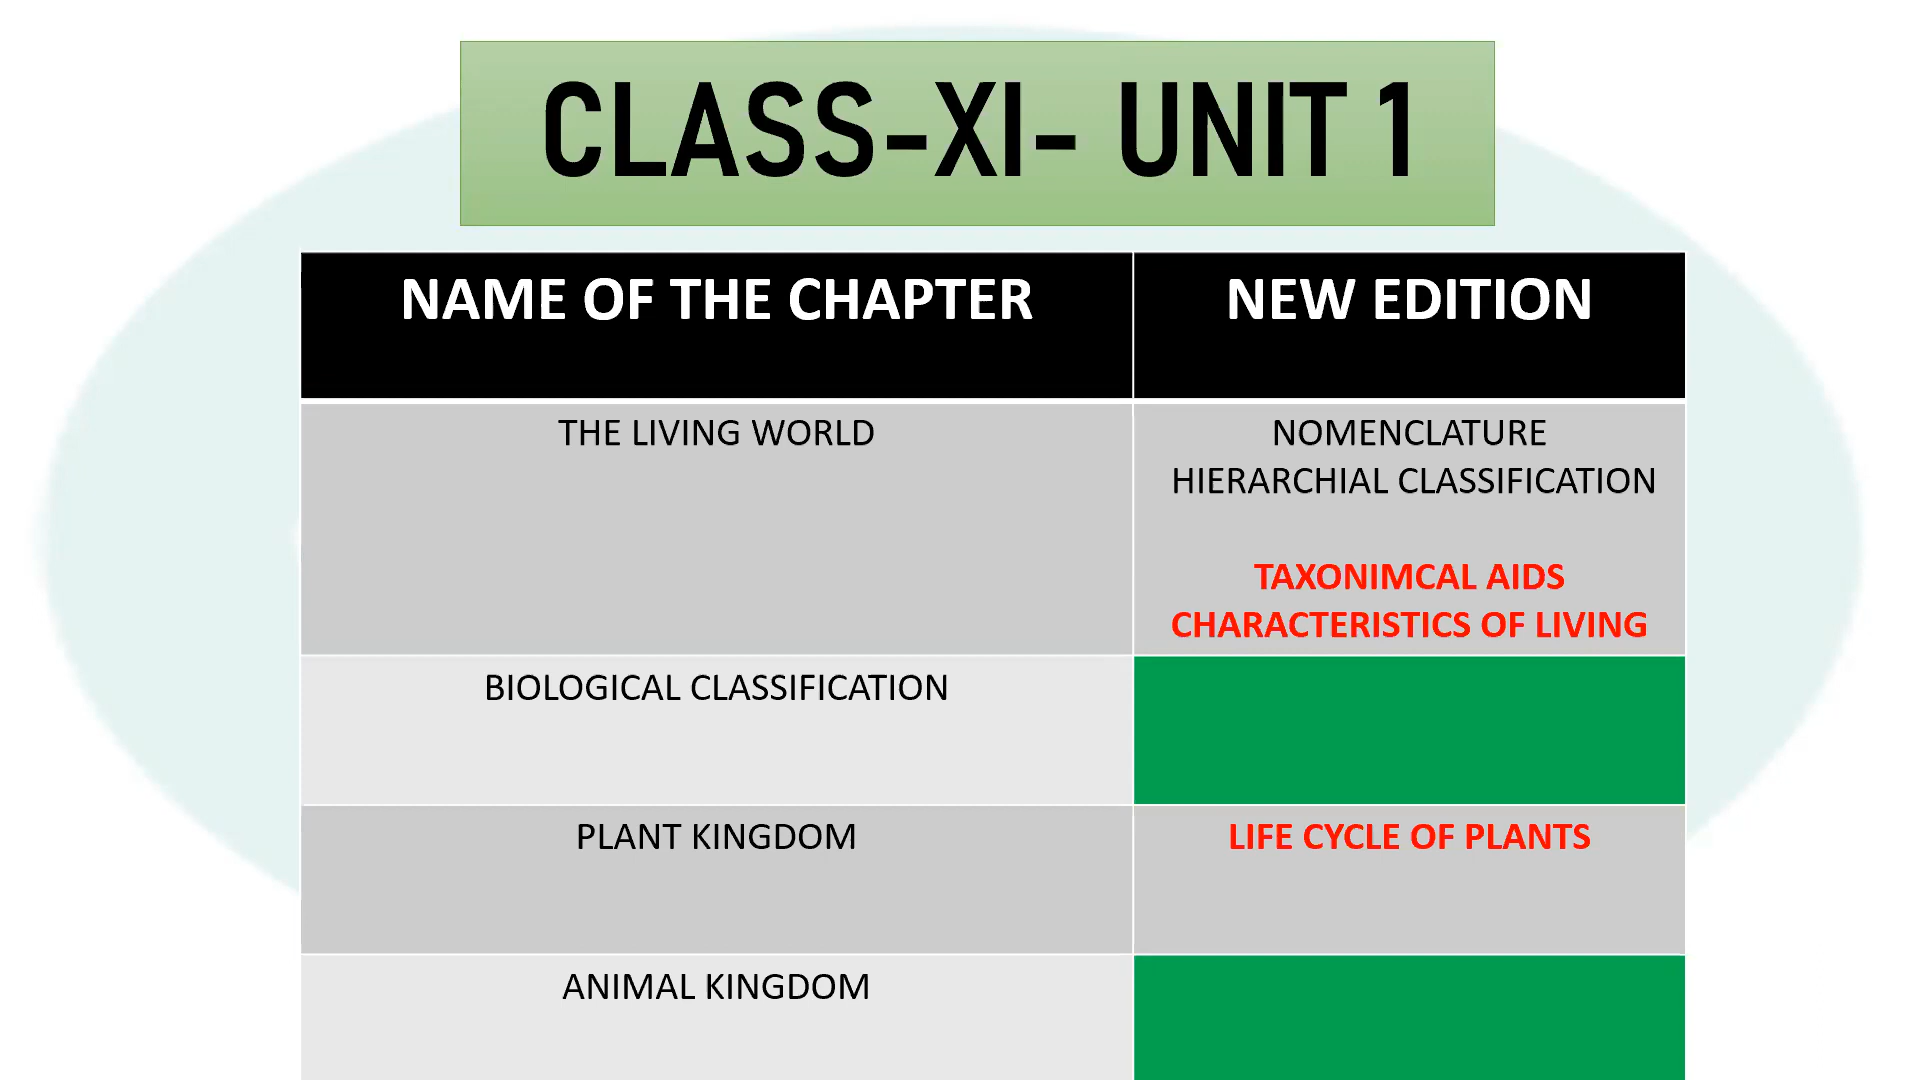 CLASS-XI- UNIT 1
NAME OF THE CHAPTER
NEW EDITION
THE LIVING WORLD
NOMENCLATURE
HIERARCHIAL CLASSIFICATION
TAXONIMCAL AIDS
CHARACTERISTICS OF LIVING
BIOLOGICAL CLASSIFICATION
PLANT KINGDOM
LIFE CYCLE OF PLANTS
ANIMAL KINGDOM